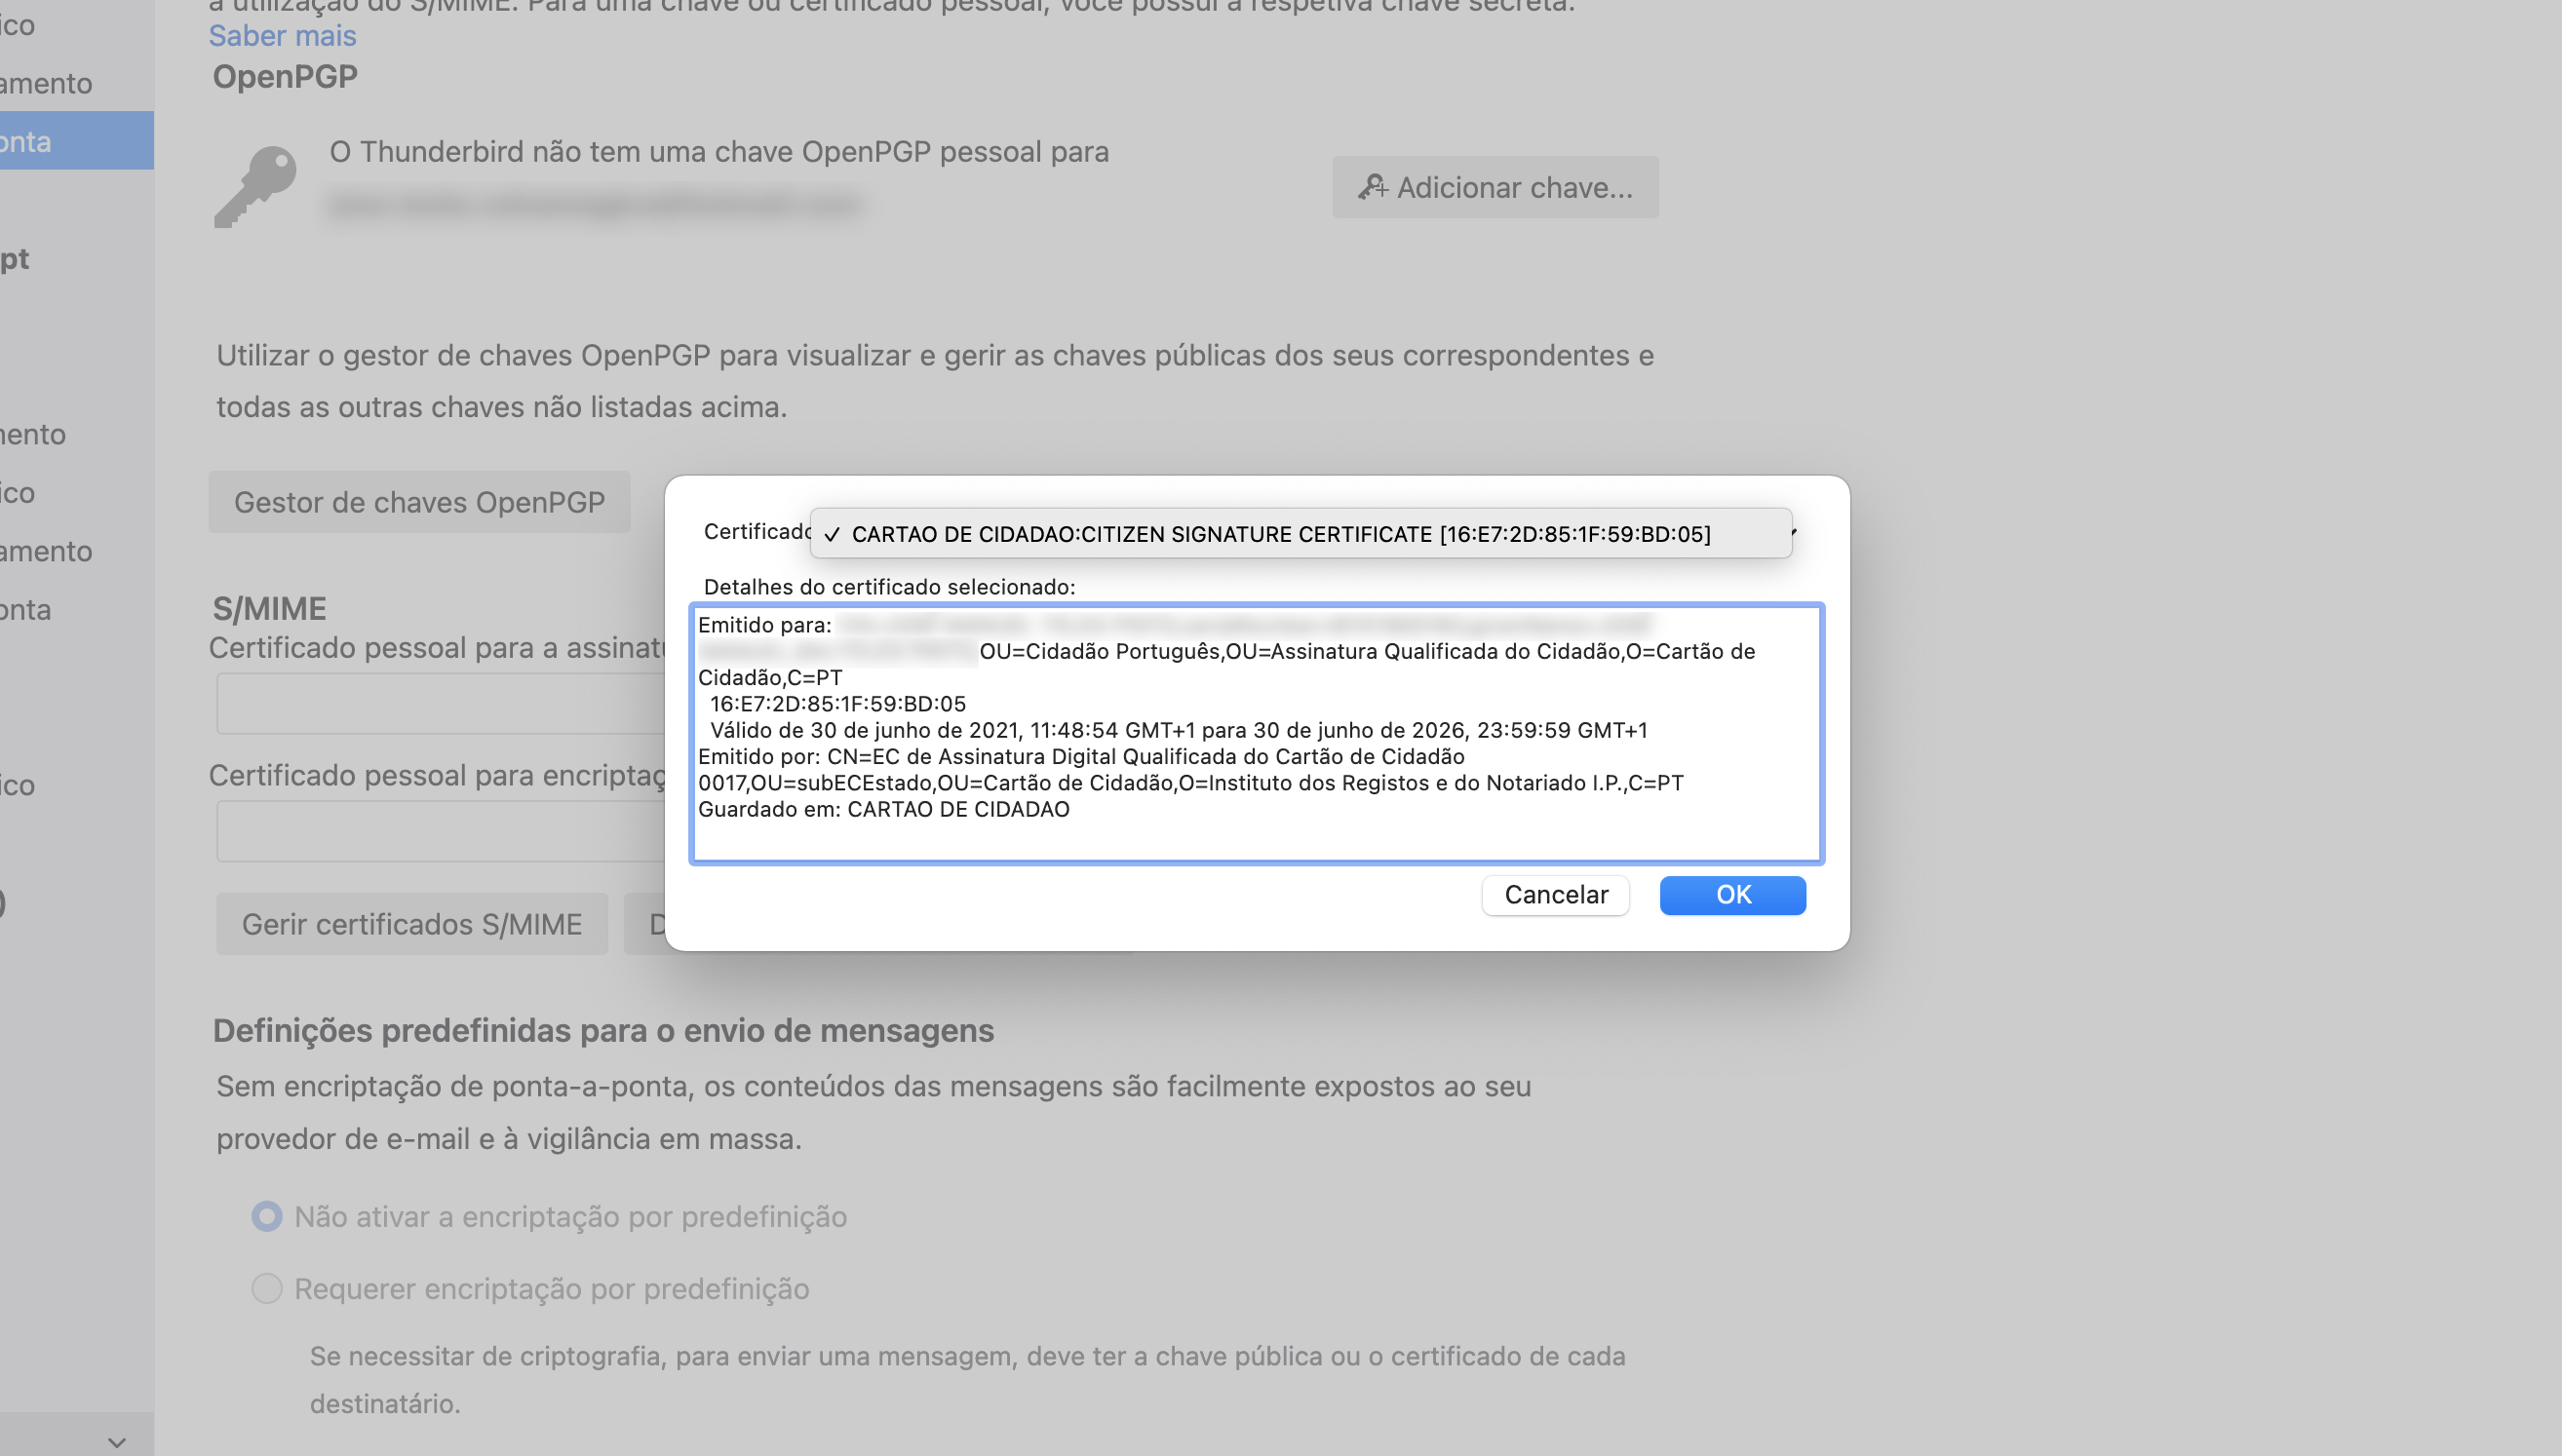 a utilização do S/MIME. Para uma chave ou certificado pessoal, você possui a respetiva chave secreta.
Saber mais
OpenPGP
O Thunderbird não tem uma chave OpenPGP pessoal para
Adicionar chave...
Utilizar o gestor de chaves OpenPGP para visualizar e gerir as chaves públicas dos seus correspondentes e
todas as outras chaves não listadas acima.
Gestor de chaves OpenPGP
S/MIME
Certificado pessoal para a assinatu
Certificado pessoal para encriptaç
Gerir certificados S/MIME
D
Certificado
✓ CARTAO DE CIDADAO:CITIZEN SIGNATURE CERTIFICATE [16:E7:2D:85:1F:59:BD:05]
Detalhes do certificado selecionado:
Emitido para:
OU=Cidadão Português,OU=Assinatura Qualificada do Cidadão,O=Cartão de
Cidadão,C=PT
16:E7:2D:85:1F:59:BD:05
Válido de 30 de junho de 2021, 11:48:54 GMT+1 para 30 de junho de 2026, 23:59:59 GMT+1
Emitido por: CN=EC de Assinatura Digital Qualificada do Cartão de Cidadão
0017,OU=subECEstado,OU=Cartão de Cidadão,O=Instituto dos Registos e do Notariado I.P.,C=PT
Guardado em: CARTAO DE CIDADAO
Cancelar
OK
Definições predefinidas para o envio de mensagens
Sem encriptação de ponta-a-ponta, os conteúdos das mensagens são facilmente expostos ao seu
provedor de e-mail e à vigilância em massa.
Não ativar a encriptação por predefinição
Requerer encriptação por predefinição
Se necessitar de criptografia, para enviar uma mensagem, deve ter a chave pública ou o certificado de cada
destinatário.
ico
amento
onta
pt
mento
ico
amento
onta
ico
)